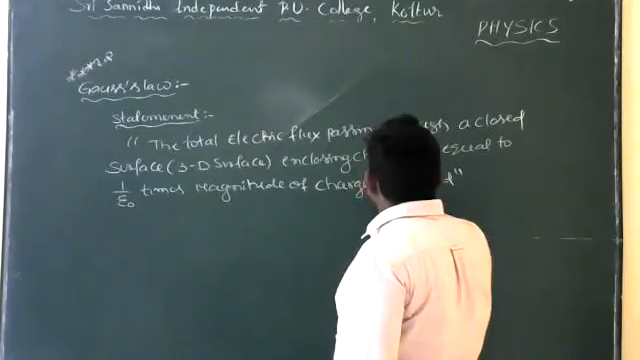 Sri Sannidhi Independent P.U. College, Kottur
PHYSICS
Gauss's law :-
statement :-
" The total electric flux passing a closed
Surface (3-D Surface) enclosing equal to
1/ε₀ times magnitude of charge "